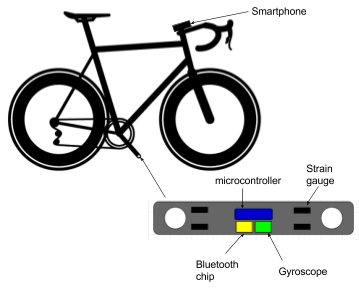 Smartphone
Strain
gauge
microcontroller
Bluetooth
chip
Gyroscope